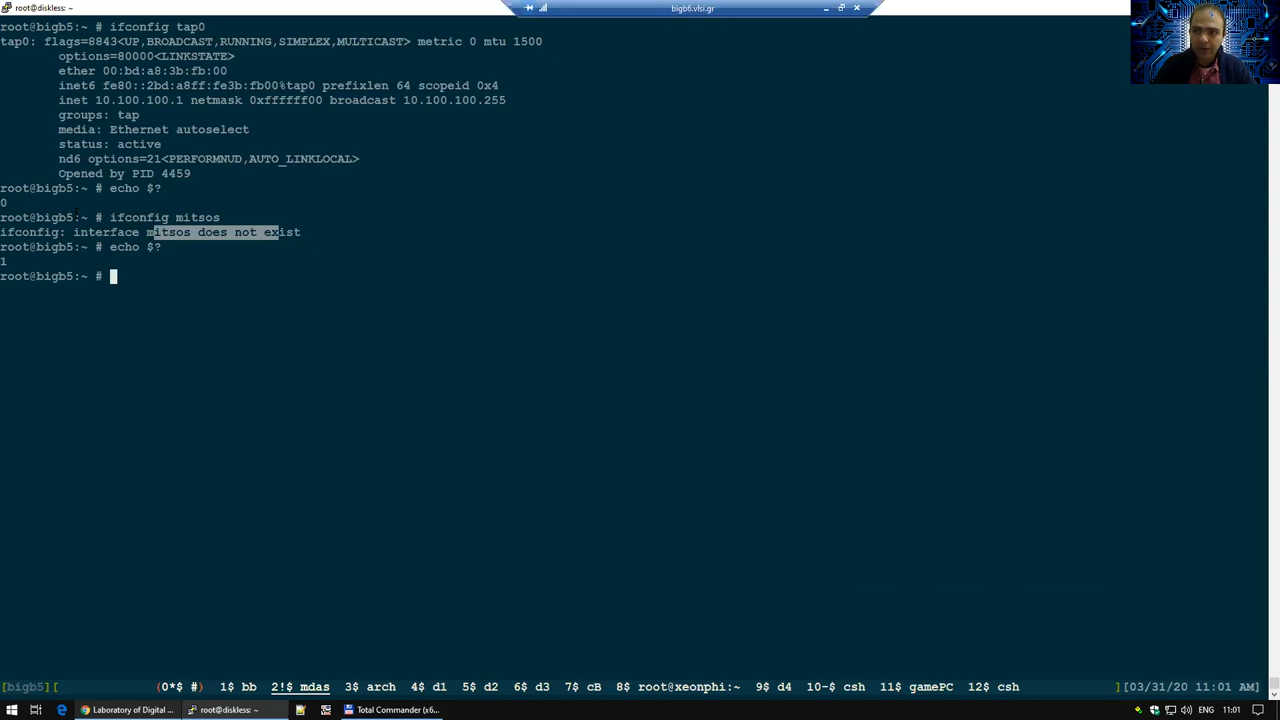 root@diskless: ~
bigb6.vlsi.gr
root@bigb5:~ # ifconfig tap0
tap0: flags=8843<UP,BROADCAST,RUNNING,SIMPLEX,MULTICAST> metric 0 mtu 1500
options=80000<LINKSTATE>
ether 00:bd:a8:3b:fb:00
inet6 fe80::2bd:a8ff:fe3b:fb00%tap0 prefixlen 64 scopeid 0x4
inet 10.100.100.1 netmask 0xffffff00 broadcast 10.100.100.255
groups: tap
media: Ethernet autoselect
status: active
nd6 options=21<PERFORMNUD,AUTO_LINKLOCAL>
Opened by PID 4459
root@bigb5:~ # echo $?
0
root@bigb5:~ # ifconfig mitsos
ifconfig: interface mitsos does not exist
root@bigb5:~ # echo $?
1
root@bigb5:~ #
[bigb5][ (0*$ #) 1$ bb 2!$ mdas 3$ arch 4$ d1 5$ d2 6$ d3 7$ cB 8$ root@xeonphi:~ 9$ d4 10-$ csh 11$ gamePC 12$ csh ][03/31/20 11:01 AM]
Laboratory of Digital ... root@diskless: ~ Total Commander (x6... ENG 11:01